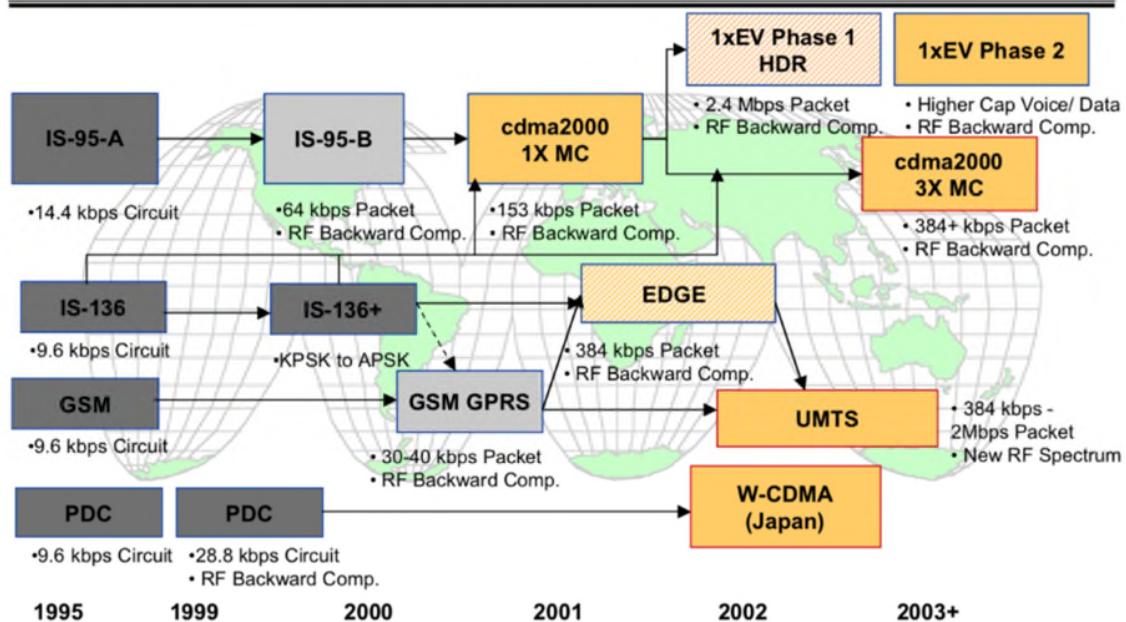 1xEV Phase 1
HDR
1xEV Phase 2
• 2.4 Mbps Packet
• RF Backward Comp.
• Higher Cap Voice/ Data
• RF Backward Comp.
IS-95-A
IS-95-B
cdma2000
1X MC
cdma2000
3X MC
•14.4 kbps Circuit
•64 kbps Packet
• RF Backward Comp.
•153 kbps Packet
• RF Backward Comp.
• 384+ kbps Packet
• RF Backward Comp.
IS-136
IS-136+
EDGE
•9.6 kbps Circuit
•KPSK to APSK
• 384 kbps Packet
• RF Backward Comp.
GSM
GSM GPRS
UMTS
•9.6 kbps Circuit
• 30-40 kbps Packet
• RF Backward Comp.
• 384 kbps -
2Mbps Packet
• New RF Spectrum
PDC
PDC
W-CDMA
(Japan)
•9.6 kbps Circuit
•28.8 kbps Circuit
• RF Backward Comp.
1995 1999 2000 2001 2002 2003+